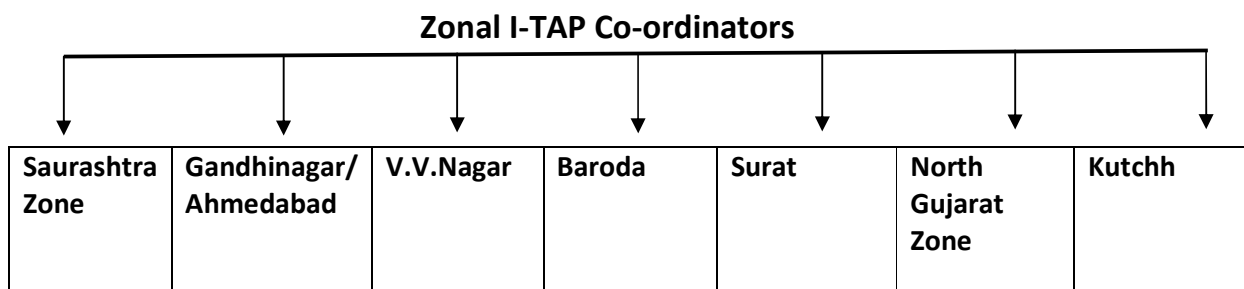 Zonal I-TAP Co-ordinators
Saurashtra
Zone
Gandhinagar/
Ahmedabad
V.V.Nagar
Baroda
Surat
North
Gujarat
Zone
Kutchh